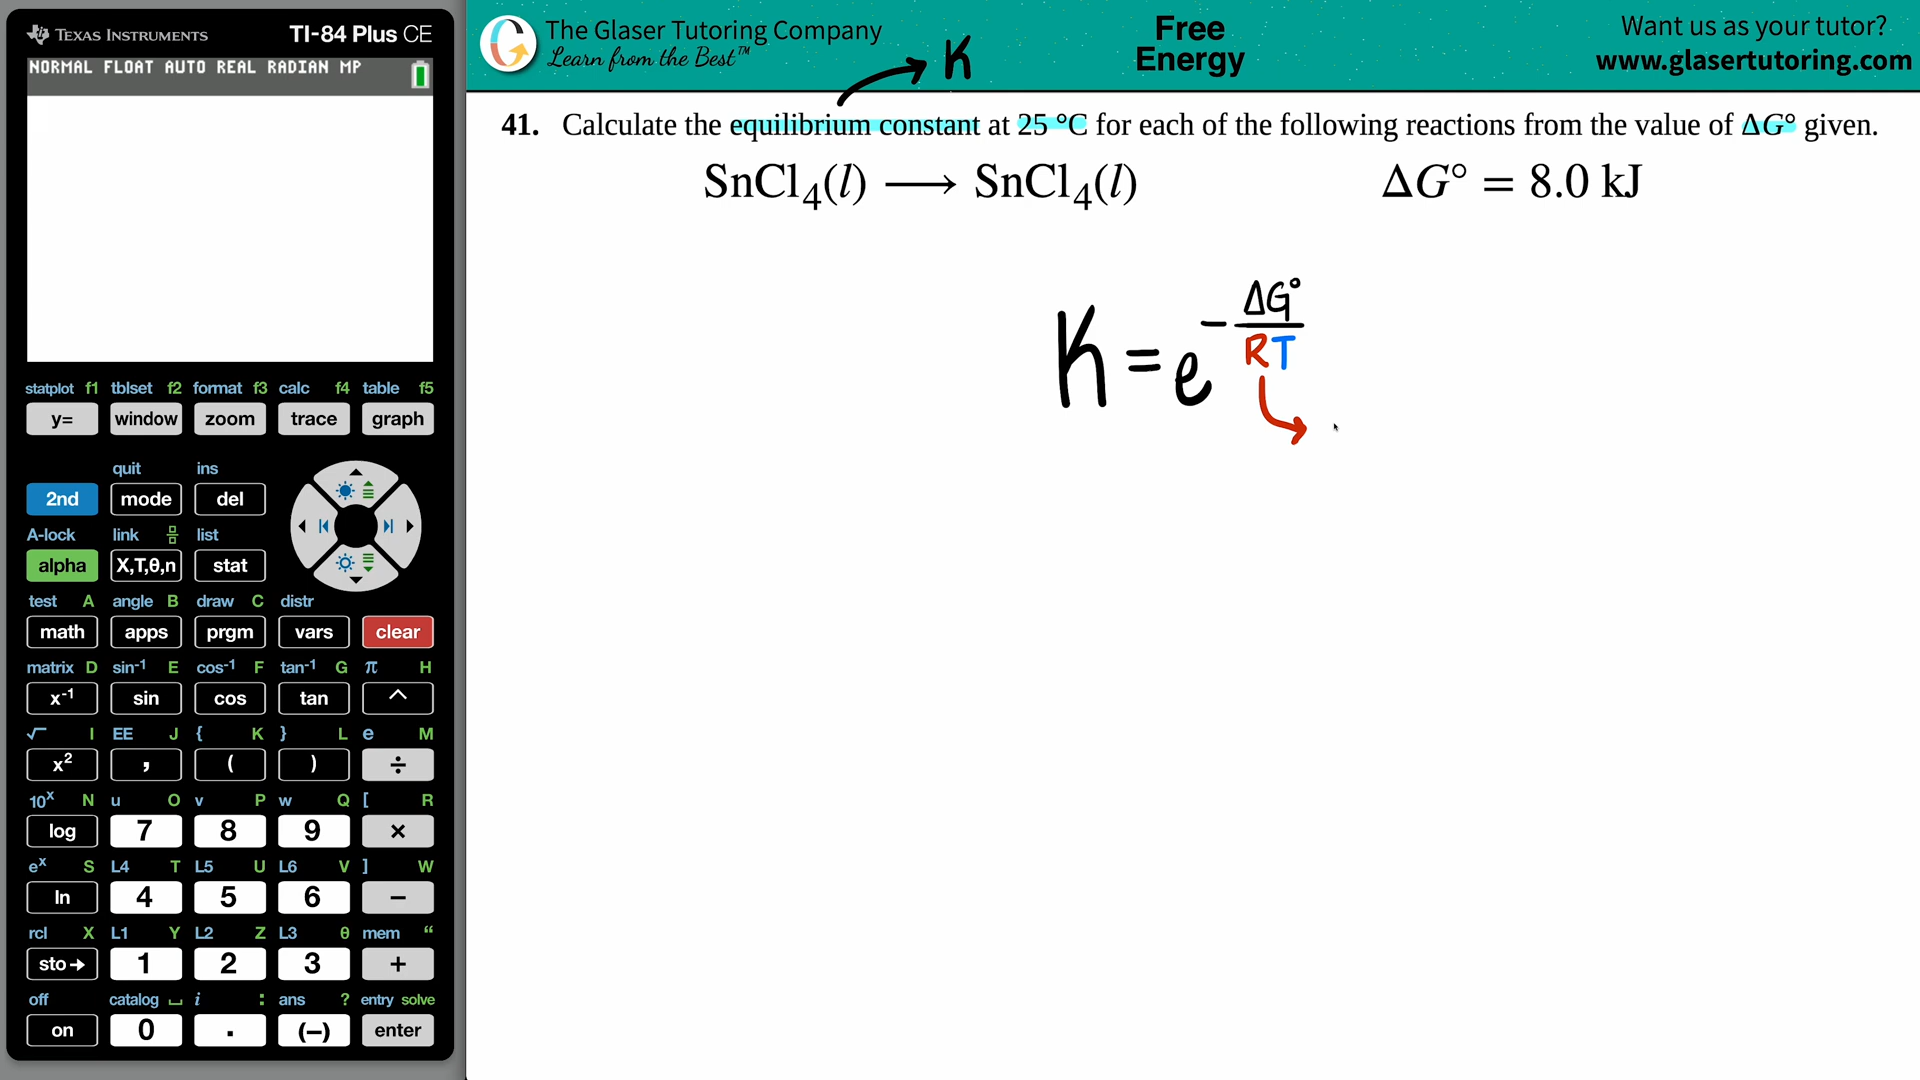 TEXAS INSTRUMENTS TI-84 Plus CE
NORMAL FLOAT AUTO REAL RADIAN MP
statplot f1 tblset f2 format f3 calc f4 table f5
y= window zoom trace graph
quit ins
2nd mode del
A-lock link list
alpha X,T,θ,n stat
test A angle B draw C distr
math apps prgm vars clear
matrix D sin⁻¹ E cos⁻¹ F tan⁻¹ G π H
x⁻¹ sin cos tan ^
√ I EE J { K } L e M
x² , ( ) ÷
10ˣ N u O v P w Q [ R
log 7 8 9 ×
eˣ S L4 T L5 U L6 V ] W
ln 4 5 6 −
rcl X L1 Y L2 Z L3 θ mem “
sto→ 1 2 3 +
off catalog ⎵ i : ans ? entry solve
on 0 . (−) enter
The Glaser Tutoring Company
Learn from the Best™
K
Free
Energy
Want us as your tutor?
www.glasertutoring.com
41. Calculate the equilibrium constant at 25 °C for each of the following reactions from the value of ΔG° given.
SnCl₄(l) ⟶ SnCl₄(l) ΔG° = 8.0 kJ
K = e^−ΔG°/RT